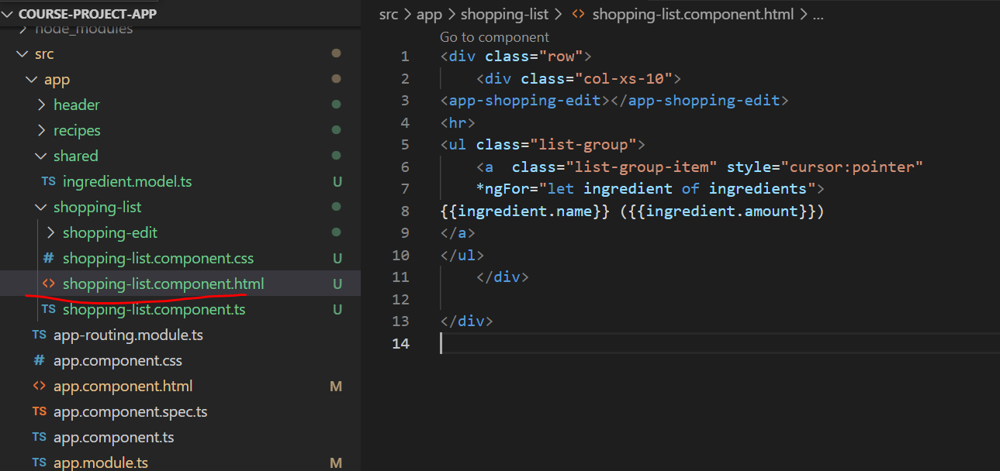 COURSE-PROJECT-APP
node_modules
src
app
header
recipes
shared
TS ingredient.model.ts U
shopping-list
shopping-edit
# shopping-list.component.css U
<> shopping-list.component.html U
TS shopping-list.component.ts U
TS app-routing.module.ts
# app.component.css
<> app.component.html M
TS app.component.spec.ts
TS app.component.ts
TS app.module.ts M
src > app > shopping-list > <> shopping-list.component.html > ...
Go to component
1 <div class="row">
2     <div class="col-xs-10">
3 <app-shopping-edit></app-shopping-edit>
4 <hr>
5 <ul class="list-group">
6     <a  class="list-group-item" style="cursor:pointer"
7     *ngFor="let ingredient of ingredients">
8 {{ingredient.name}} ({{ingredient.amount}})
9 </a>
10 </ul>
11     </div>
12
13 </div>
14